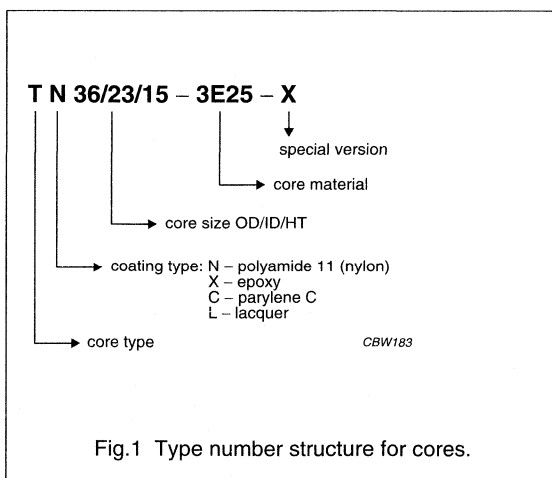 T N 36/23/15 – 3E25 – X
special version
core material
core size OD/ID/HT
coating type: N – polyamide 11 (nylon)
X – epoxy
C – parylene C
L – lacquer
core type
CBW183
Fig.1 Type number structure for cores.